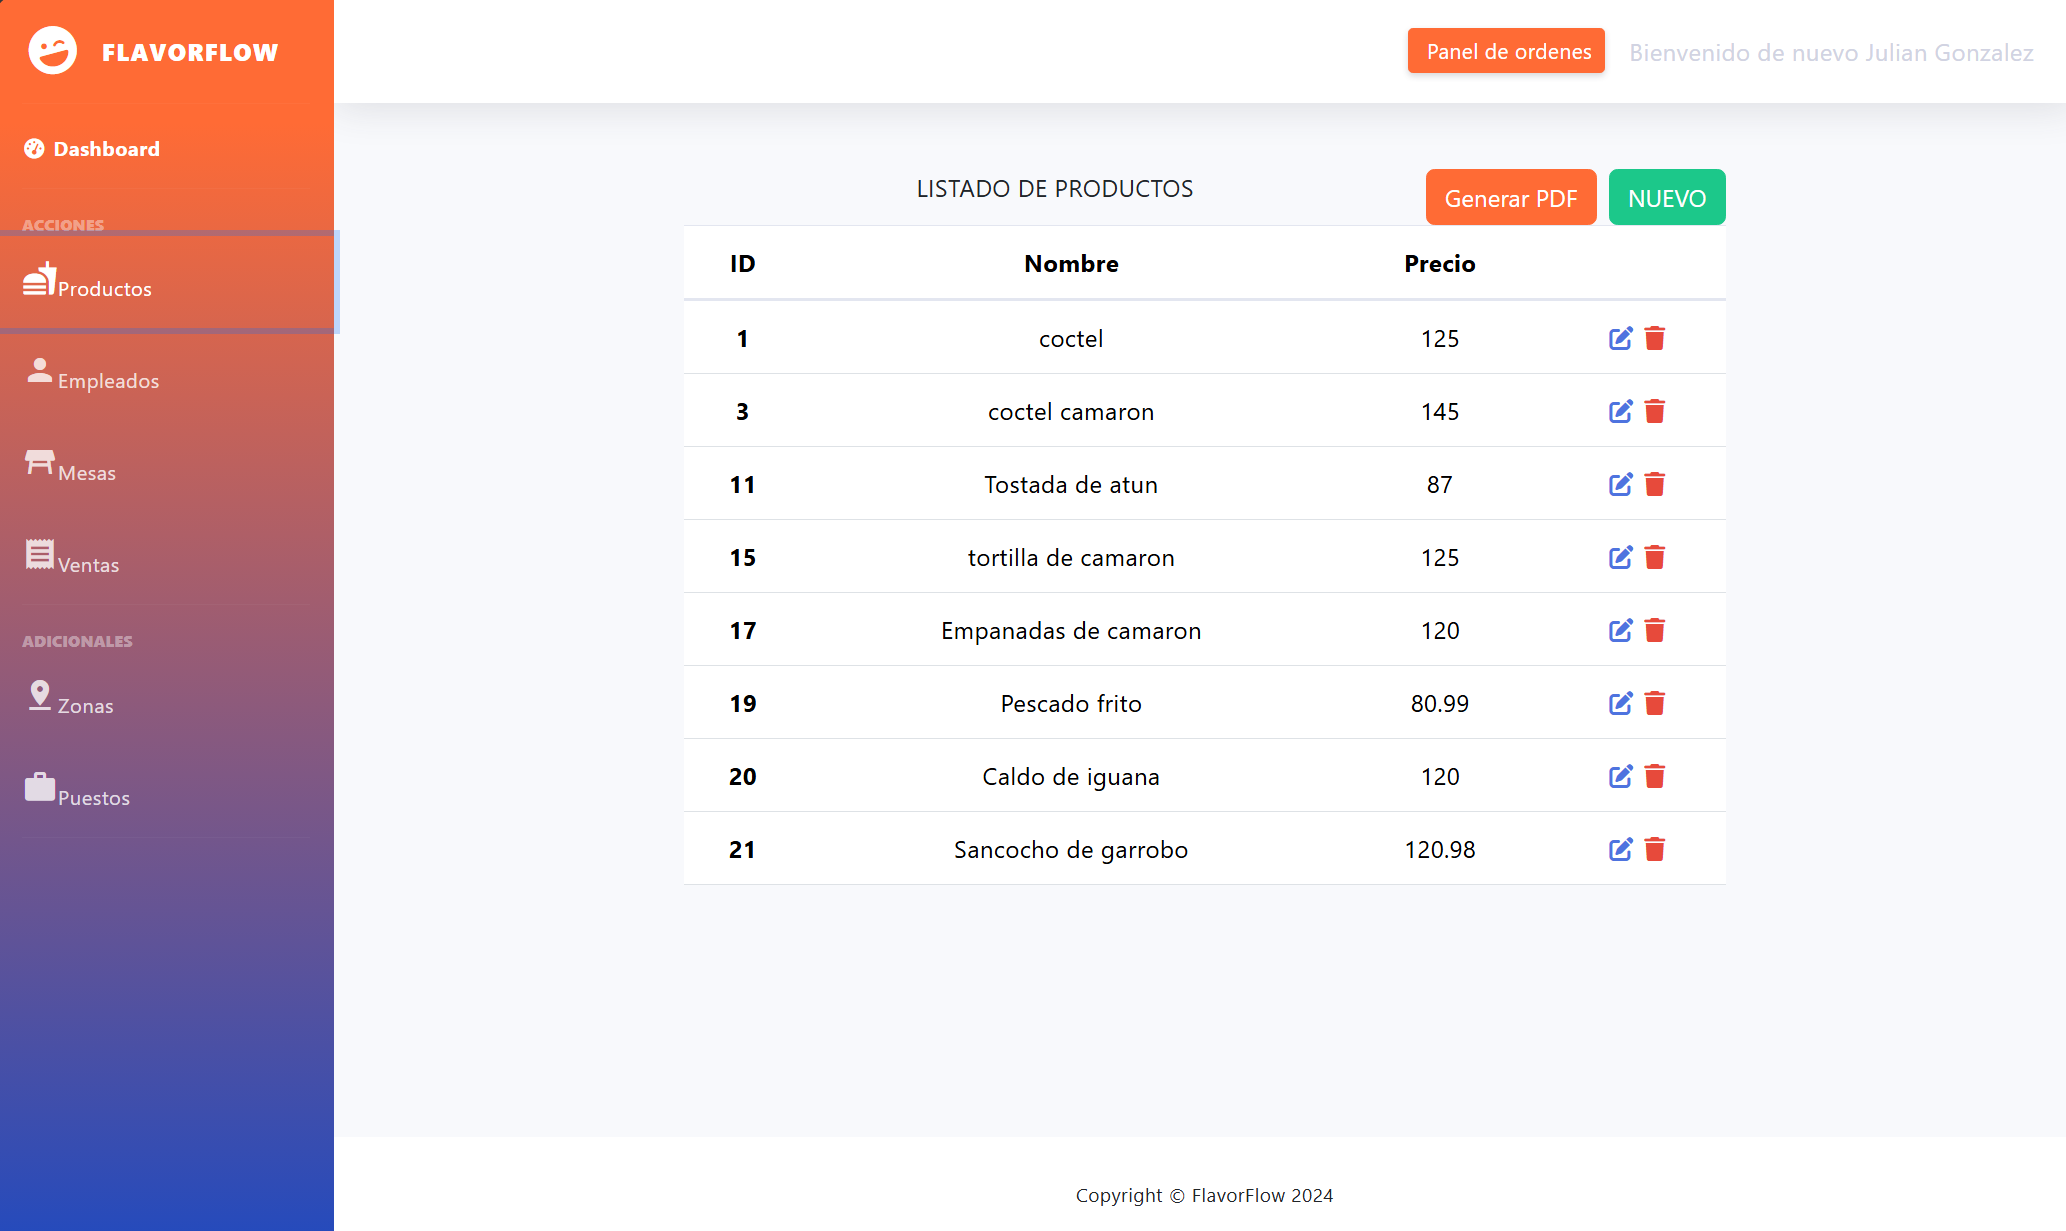 FLAVORFLOW
Panel de ordenes
Bienvenido de nuevo Julian Gonzalez
Dashboard
ACCIONES
Productos
Empleados
Mesas
Ventas
ADICIONALES
Zonas
Puestos
LISTADO DE PRODUCTOS
Generar PDF
NUEVO
ID Nombre Precio
1 coctel 125
3 coctel camaron 145
11 Tostada de atun 87
15 tortilla de camaron 125
17 Empanadas de camaron 120
19 Pescado frito 80.99
20 Caldo de iguana 120
21 Sancocho de garrobo 120.98
Copyright © FlavorFlow 2024